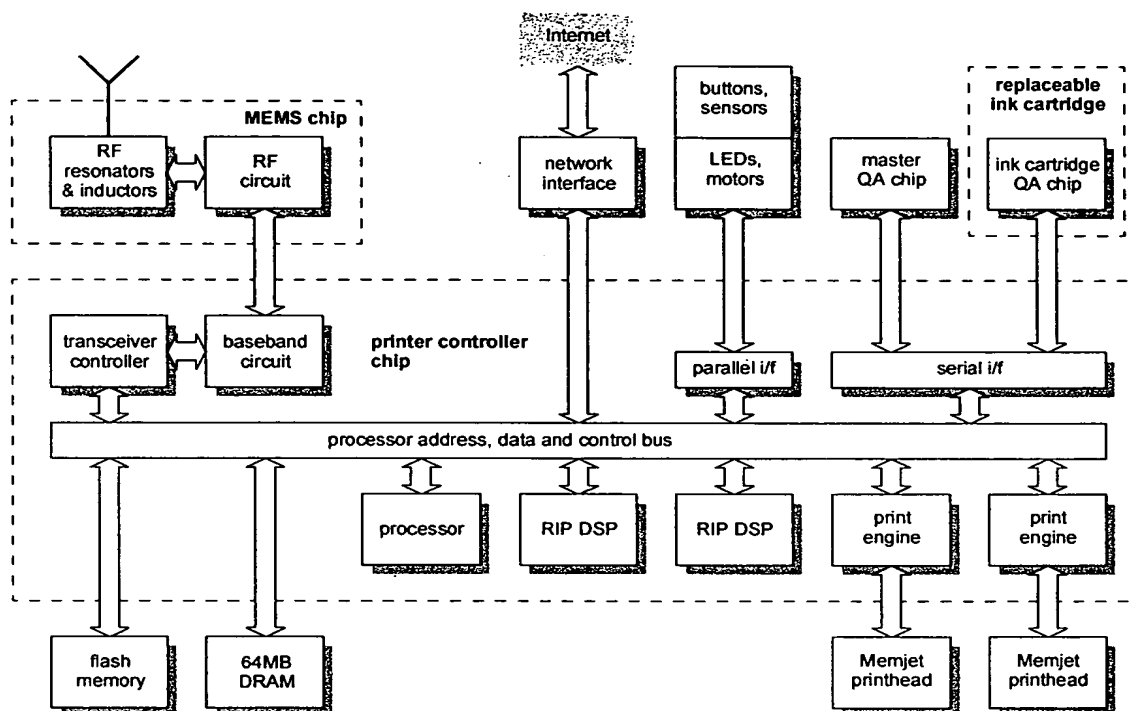 Internet
buttons,
sensors
replaceable
ink cartridge
MEMS chip
RF
resonators
& inductors
RF
circuit
network
interface
LEDs,
motors
master
QA chip
ink cartridge
QA chip
transceiver
controller
baseband
circuit
printer controller
chip
parallel i/f
serial i/f
processor address, data and control bus
processor
RIP DSP
RIP DSP
print
engine
print
engine
flash
memory
64MB
DRAM
Memjet
printhead
Memjet
printhead